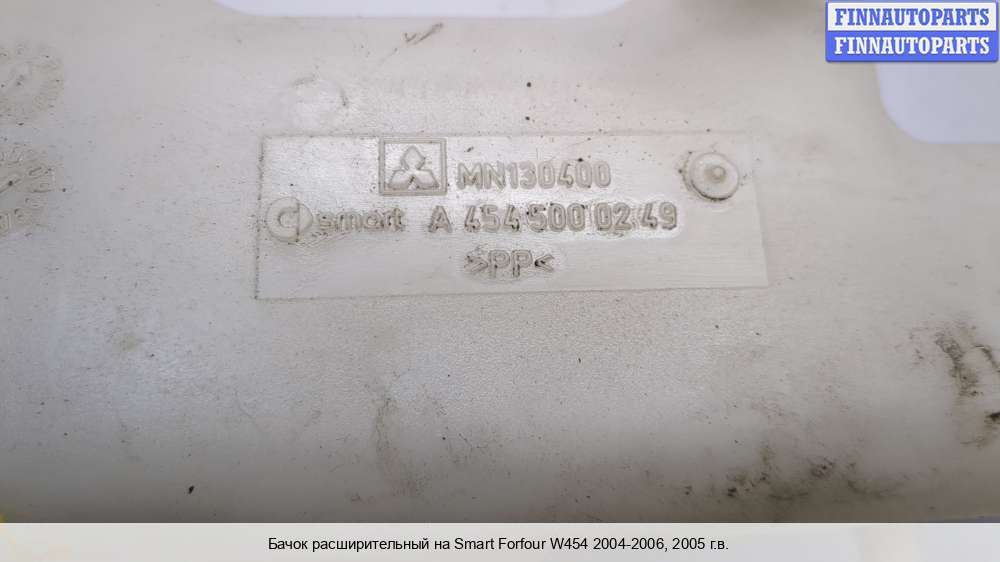 FINNAUTOPARTS
FINNAUTOPARTS
MN130400
smart A 454 500 02 49
>PP<
Бачок расширительный на Smart Forfour W454 2004-2006, 2005 г.в.